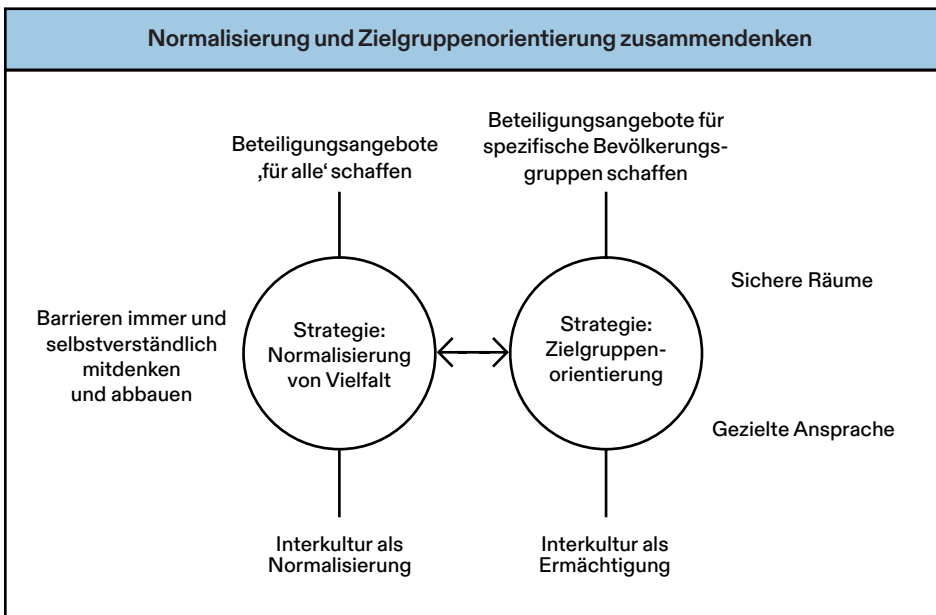 Normalisierung und Zielgruppenorientierung zusammendenken
Beteiligungsangebote
‚für alle‘ schaffen
Beteiligungsangebote für
spezifische Bevölkerungs-
gruppen schaffen
Barrieren immer und
selbstverständlich
mitdenken
und abbauen
Strategie:
Normalisierung
von Vielfalt
Strategie:
Zielgruppen-
orientierung
Sichere Räume
Gezielte Ansprache
Interkultur als
Normalisierung
Interkultur als
Ermächtigung